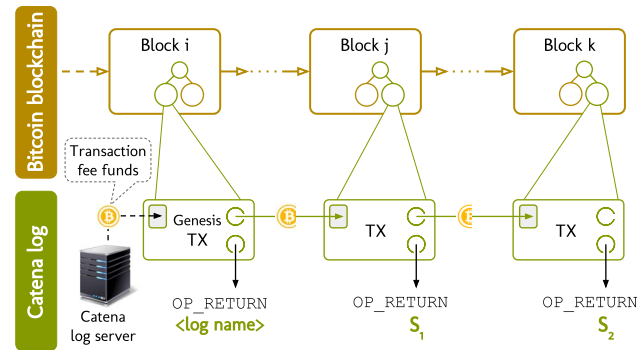 Bitcoin blockchain
Block i
Block j
Block k
Transaction
fee funds
Catena log
Genesis
TX
TX
TX
Catena
log server
OP_RETURN
<log name>
OP_RETURN
S1
OP_RETURN
S2